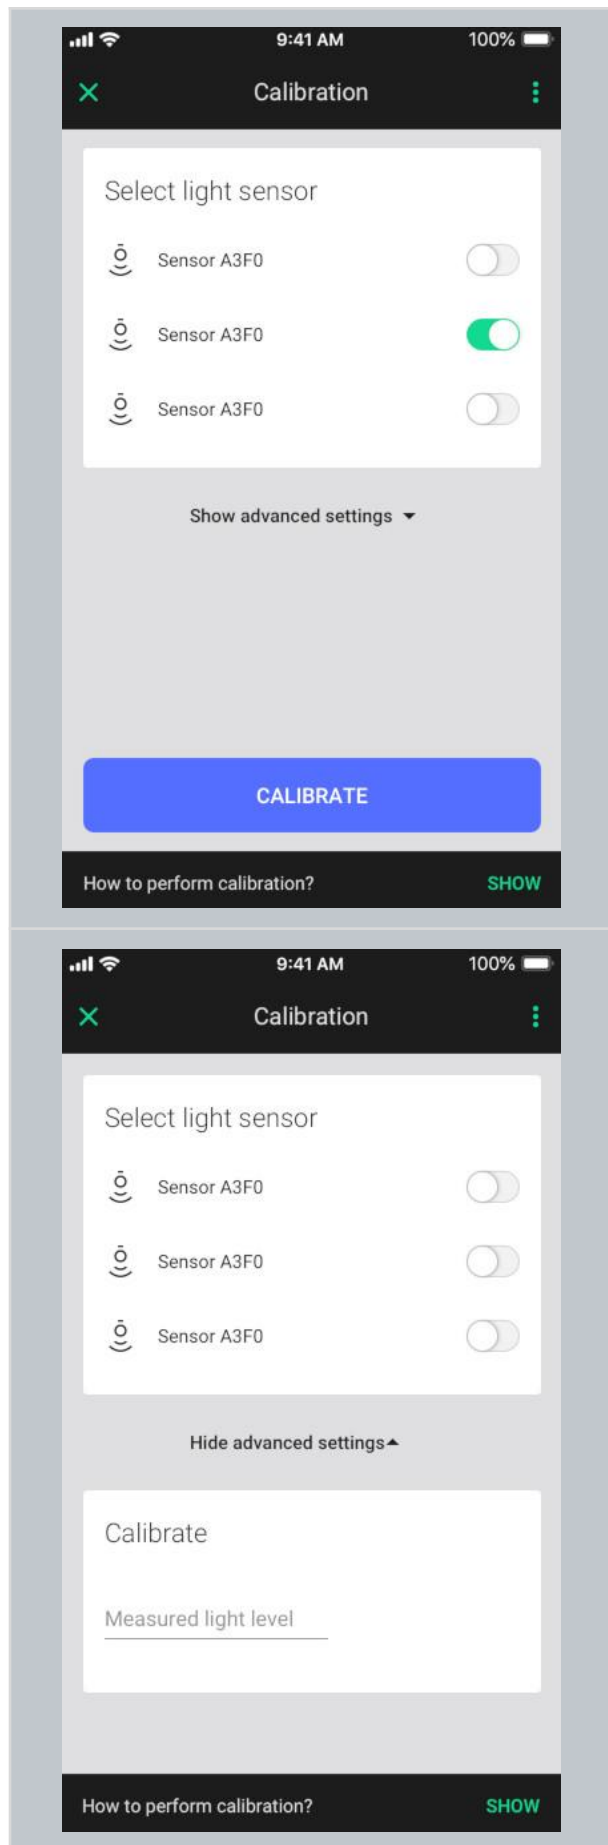 9:41 AM 100%
Calibration
Select light sensor
Sensor A3F0
Sensor A3F0
Sensor A3F0
Show advanced settings
CALIBRATE
How to perform calibration? SHOW
9:41 AM 100%
Calibration
Select light sensor
Sensor A3F0
Sensor A3F0
Sensor A3F0
Hide advanced settings
Calibrate
Measured light level
How to perform calibration? SHOW